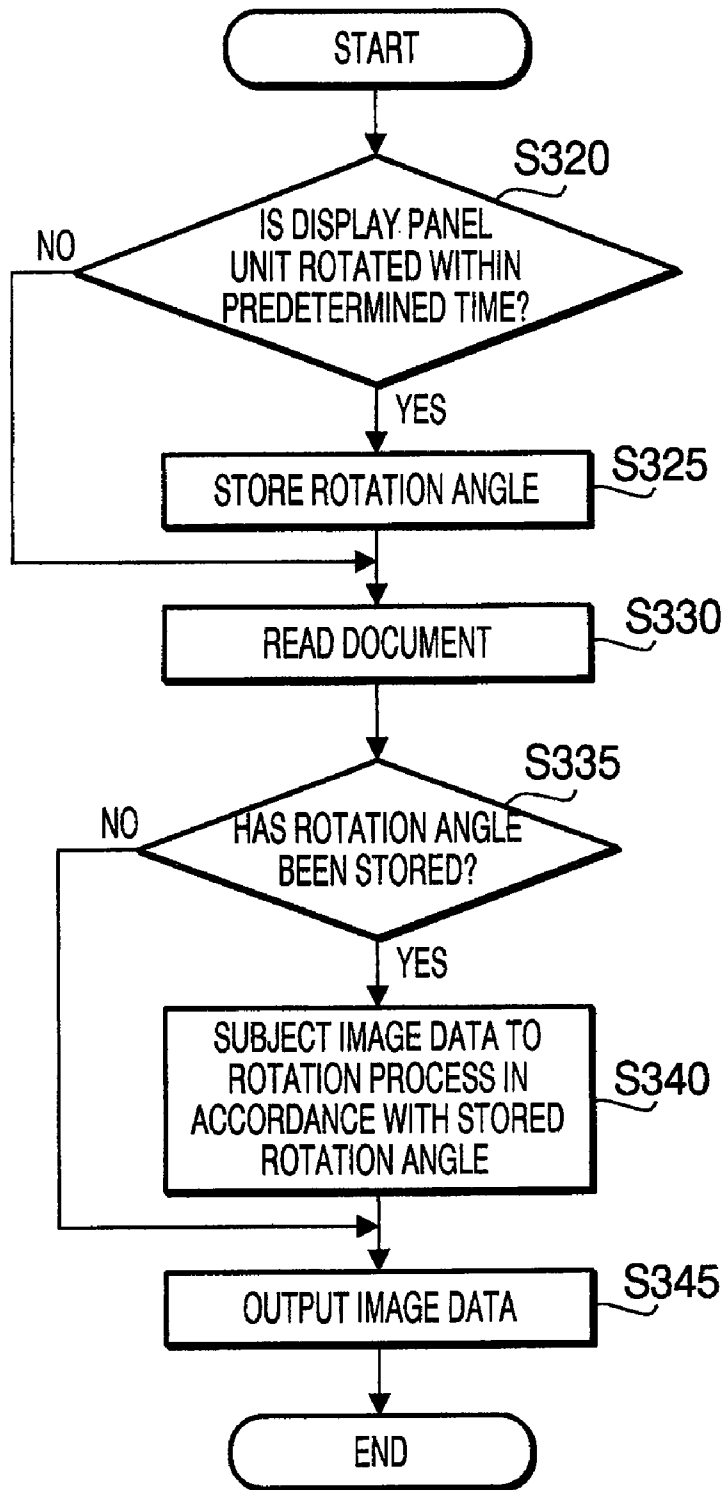 START
S320
IS DISPLAY PANEL
UNIT ROTATED WITHIN
PREDETERMINED TIME?
NO
YES
STORE ROTATION ANGLE
S325
READ DOCUMENT
S330
S335
NO
HAS ROTATION ANGLE
BEEN STORED?
YES
SUBJECT IMAGE DATA TO
ROTATION PROCESS IN
ACCORDANCE WITH STORED
ROTATION ANGLE
S340
OUTPUT IMAGE DATA
S345
END